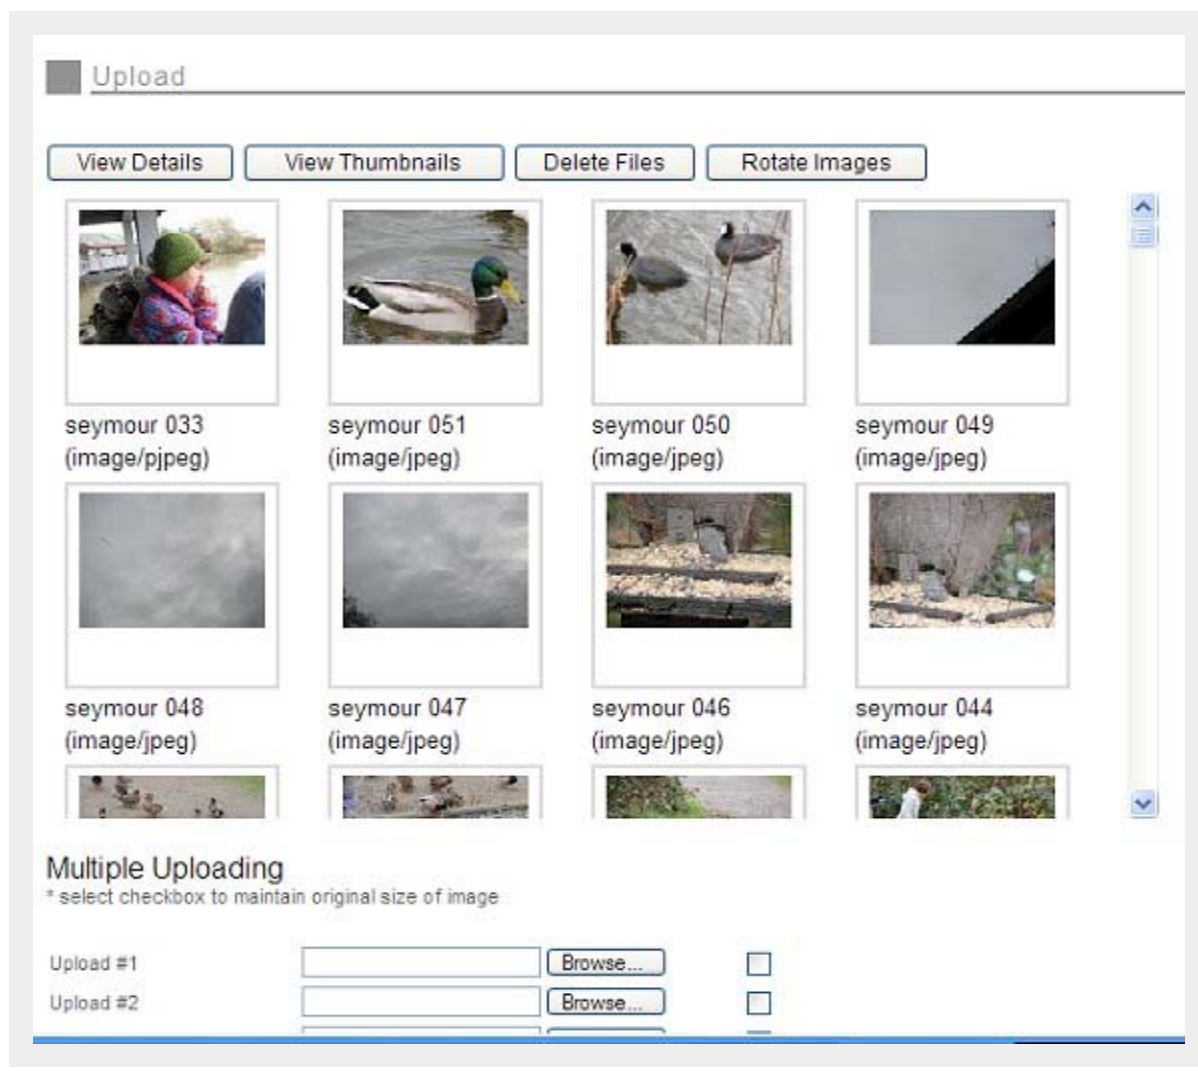 Upload
View Details View Thumbnails Delete Files Rotate Images
seymour 033 seymour 051 seymour 050 seymour 049
(image/pjpeg) (image/jpeg) (image/jpeg) (image/jpeg)
seymour 048 seymour 047 seymour 046 seymour 044
(image/jpeg) (image/jpeg) (image/jpeg) (image/jpeg)
Multiple Uploading
* select checkbox to maintain original size of image
Upload #1 Browse...
Upload #2 Browse...